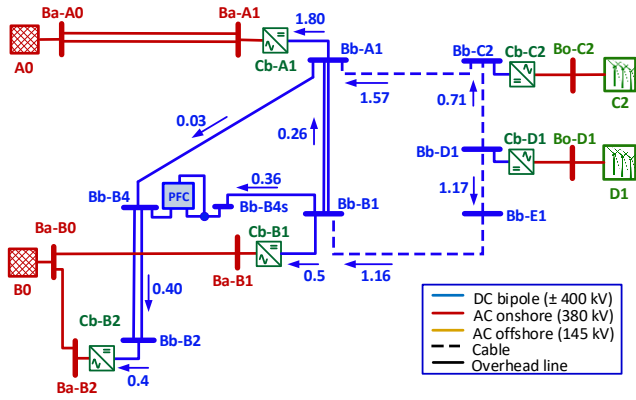 Ba-A0
Ba-A1
1.80
A0
Cb-A1
Bb-A1
Bb-C2
Cb-C2
Bo-C2
1.57
0.71
C2
0.03
0.26
Bb-D1
Cb-D1
Bo-D1
D1
Bb-B4
PFC
0.36
Bb-B4s
Bb-B1
1.17
Bb-E1
Ba-B0
Cb-B1
B0
Ba-B1
0.5
1.16
0.40
Cb-B2
Bb-B2
Ba-B2
0.4
DC bipole (± 400 kV)
AC onshore (380 kV)
AC offshore (145 kV)
Cable
Overhead line